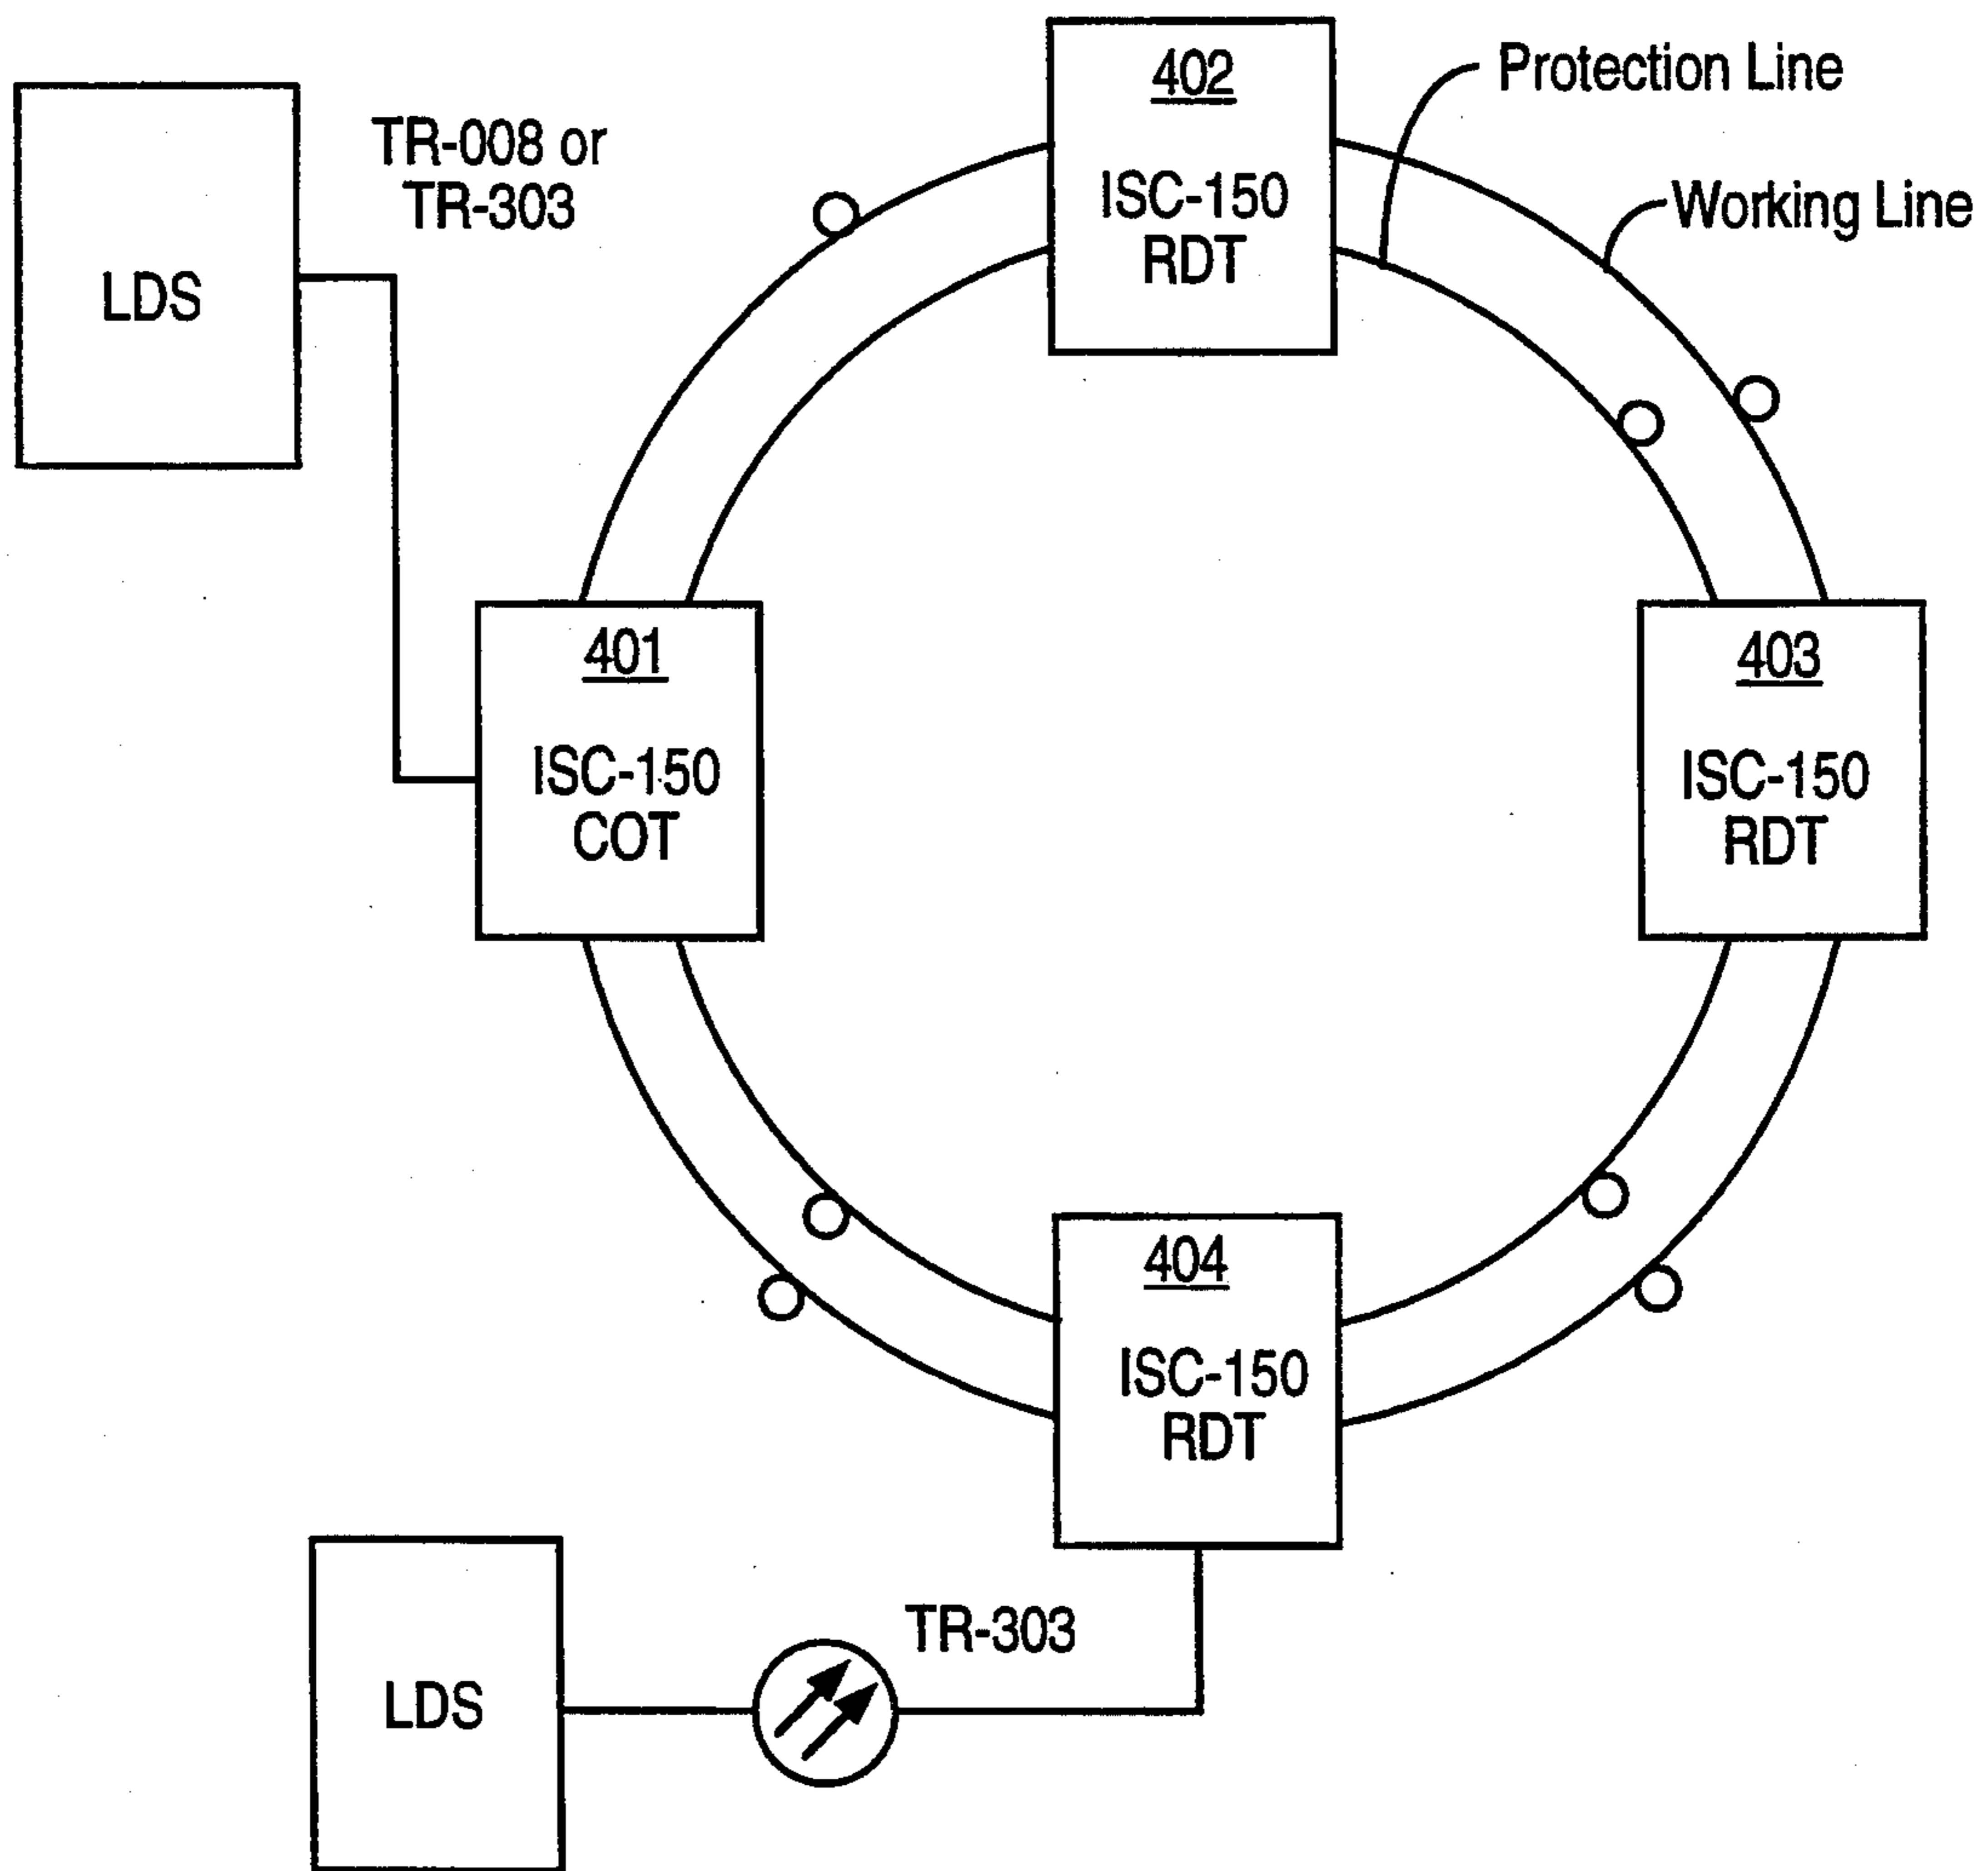 402
ISC-150
RDT
Protection Line
Working Line
TR-008 or
TR-303
LDS
401
ISC-150
COT
403
ISC-150
RDT
404
ISC-150
RDT
TR-303
LDS